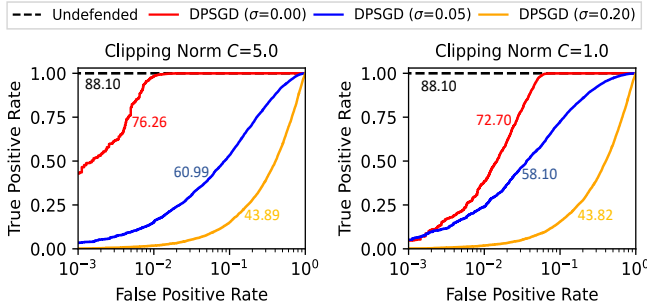 Undefended DPSGD (σ=0.00) DPSGD (σ=0.05) DPSGD (σ=0.20)
Clipping Norm C=5.0
True Positive Rate
1.00
0.75
0.50
0.25
0.00
88.10
76.26
60.99
43.89
10⁻³ 10⁻² 10⁻¹ 10⁰
False Positive Rate
Clipping Norm C=1.0
True Positive Rate
1.00
0.75
0.50
0.25
0.00
88.10
72.70
58.10
43.82
10⁻³ 10⁻² 10⁻¹ 10⁰
False Positive Rate